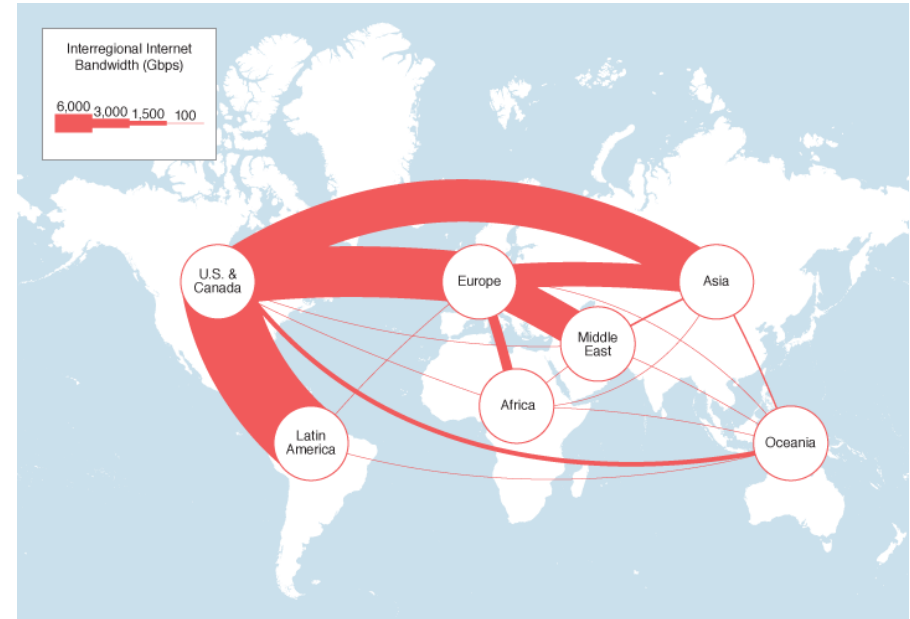 Interregional Internet
Bandwidth (Gbps)
6,000 3,000 1,500 100
U.S. &
Canada
Europe
Asia
Middle
East
Africa
Latin
America
Oceania